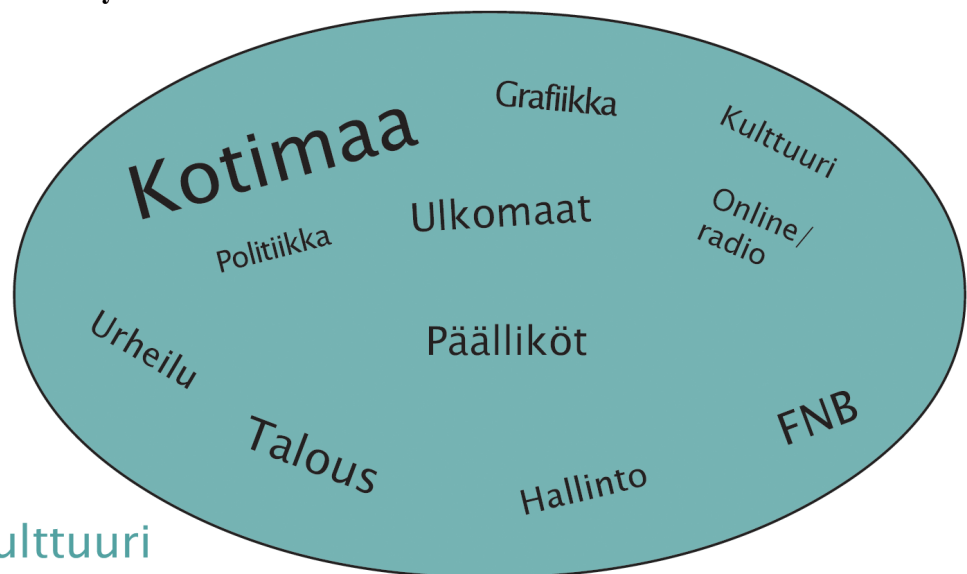 Grafiikka
Kotimaa
Kulttuuri
Ulkomaat
Online/
radio
Politiikka
Urheilu
Päälliköt
Talous
FNB
Hallinto
ulttuuri